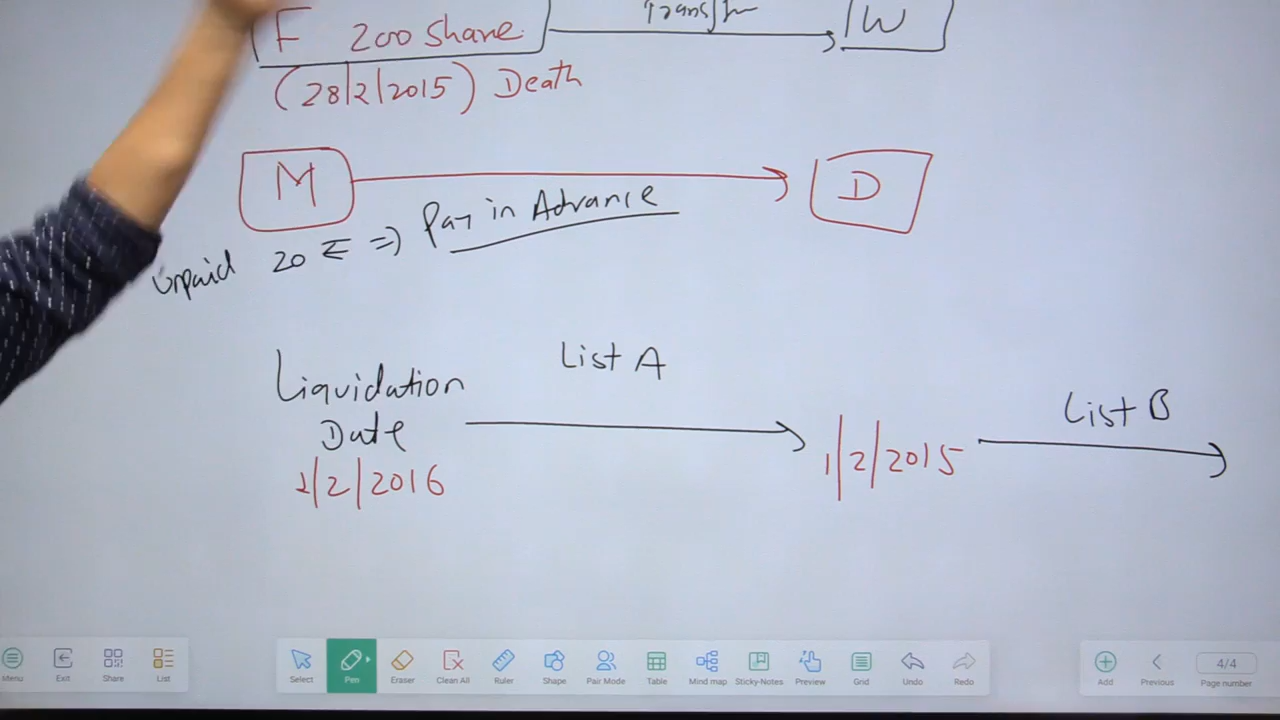 F 200 Share Transfer W
(28/2/2015) Death
M D
Unpaid 20 ₹ => Pay in Advance
List A
Liquidation
Date
List B
1/2/2016 1/2/2015
Menu Exit Share List Select Pen Eraser Clean All Ruler Shape Pair Mode Table Mind map Sticky-Notes Preview Grid Undo Redo Add Previous 4/4 Page number